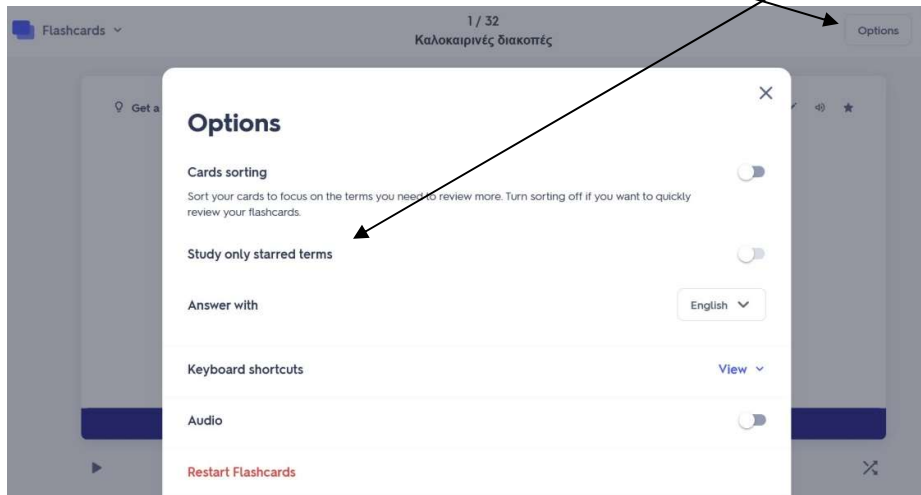 Flashcards
1 / 32
Καλοκαιρινές διακοπές
Options
Get a
Options
Cards sorting
Sort your cards to focus on the terms you need to review more. Turn sorting off if you want to quickly
review your flashcards.
Study only starred terms
Answer with
English
Keyboard shortcuts
View
Audio
Restart Flashcards